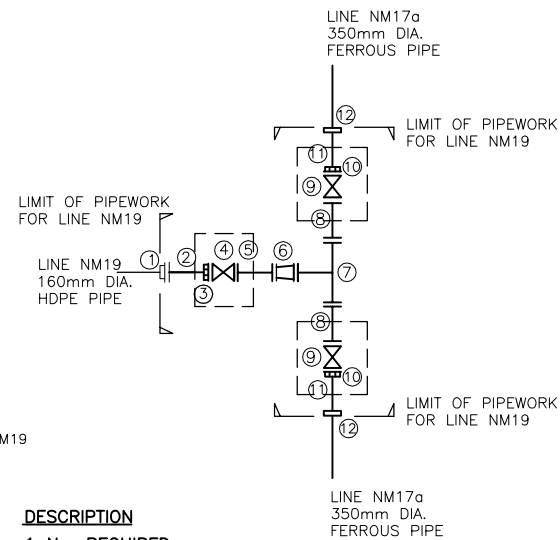 LINE NM17a
350mm DIA.
FERROUS PIPE
12
LIMIT OF PIPEWORK
FOR LINE NM19
11
10
9
8
LIMIT OF PIPEWORK
FOR LINE NM19
LINE NM19
160mm DIA.
HDPE PIPE
1
2
3
4
5
6
7
8
9
10
11
LIMIT OF PIPEWORK
FOR LINE NM19
12
M19
LINE NM17a
350mm DIA.
FERROUS PIPE
DESCRIPTION